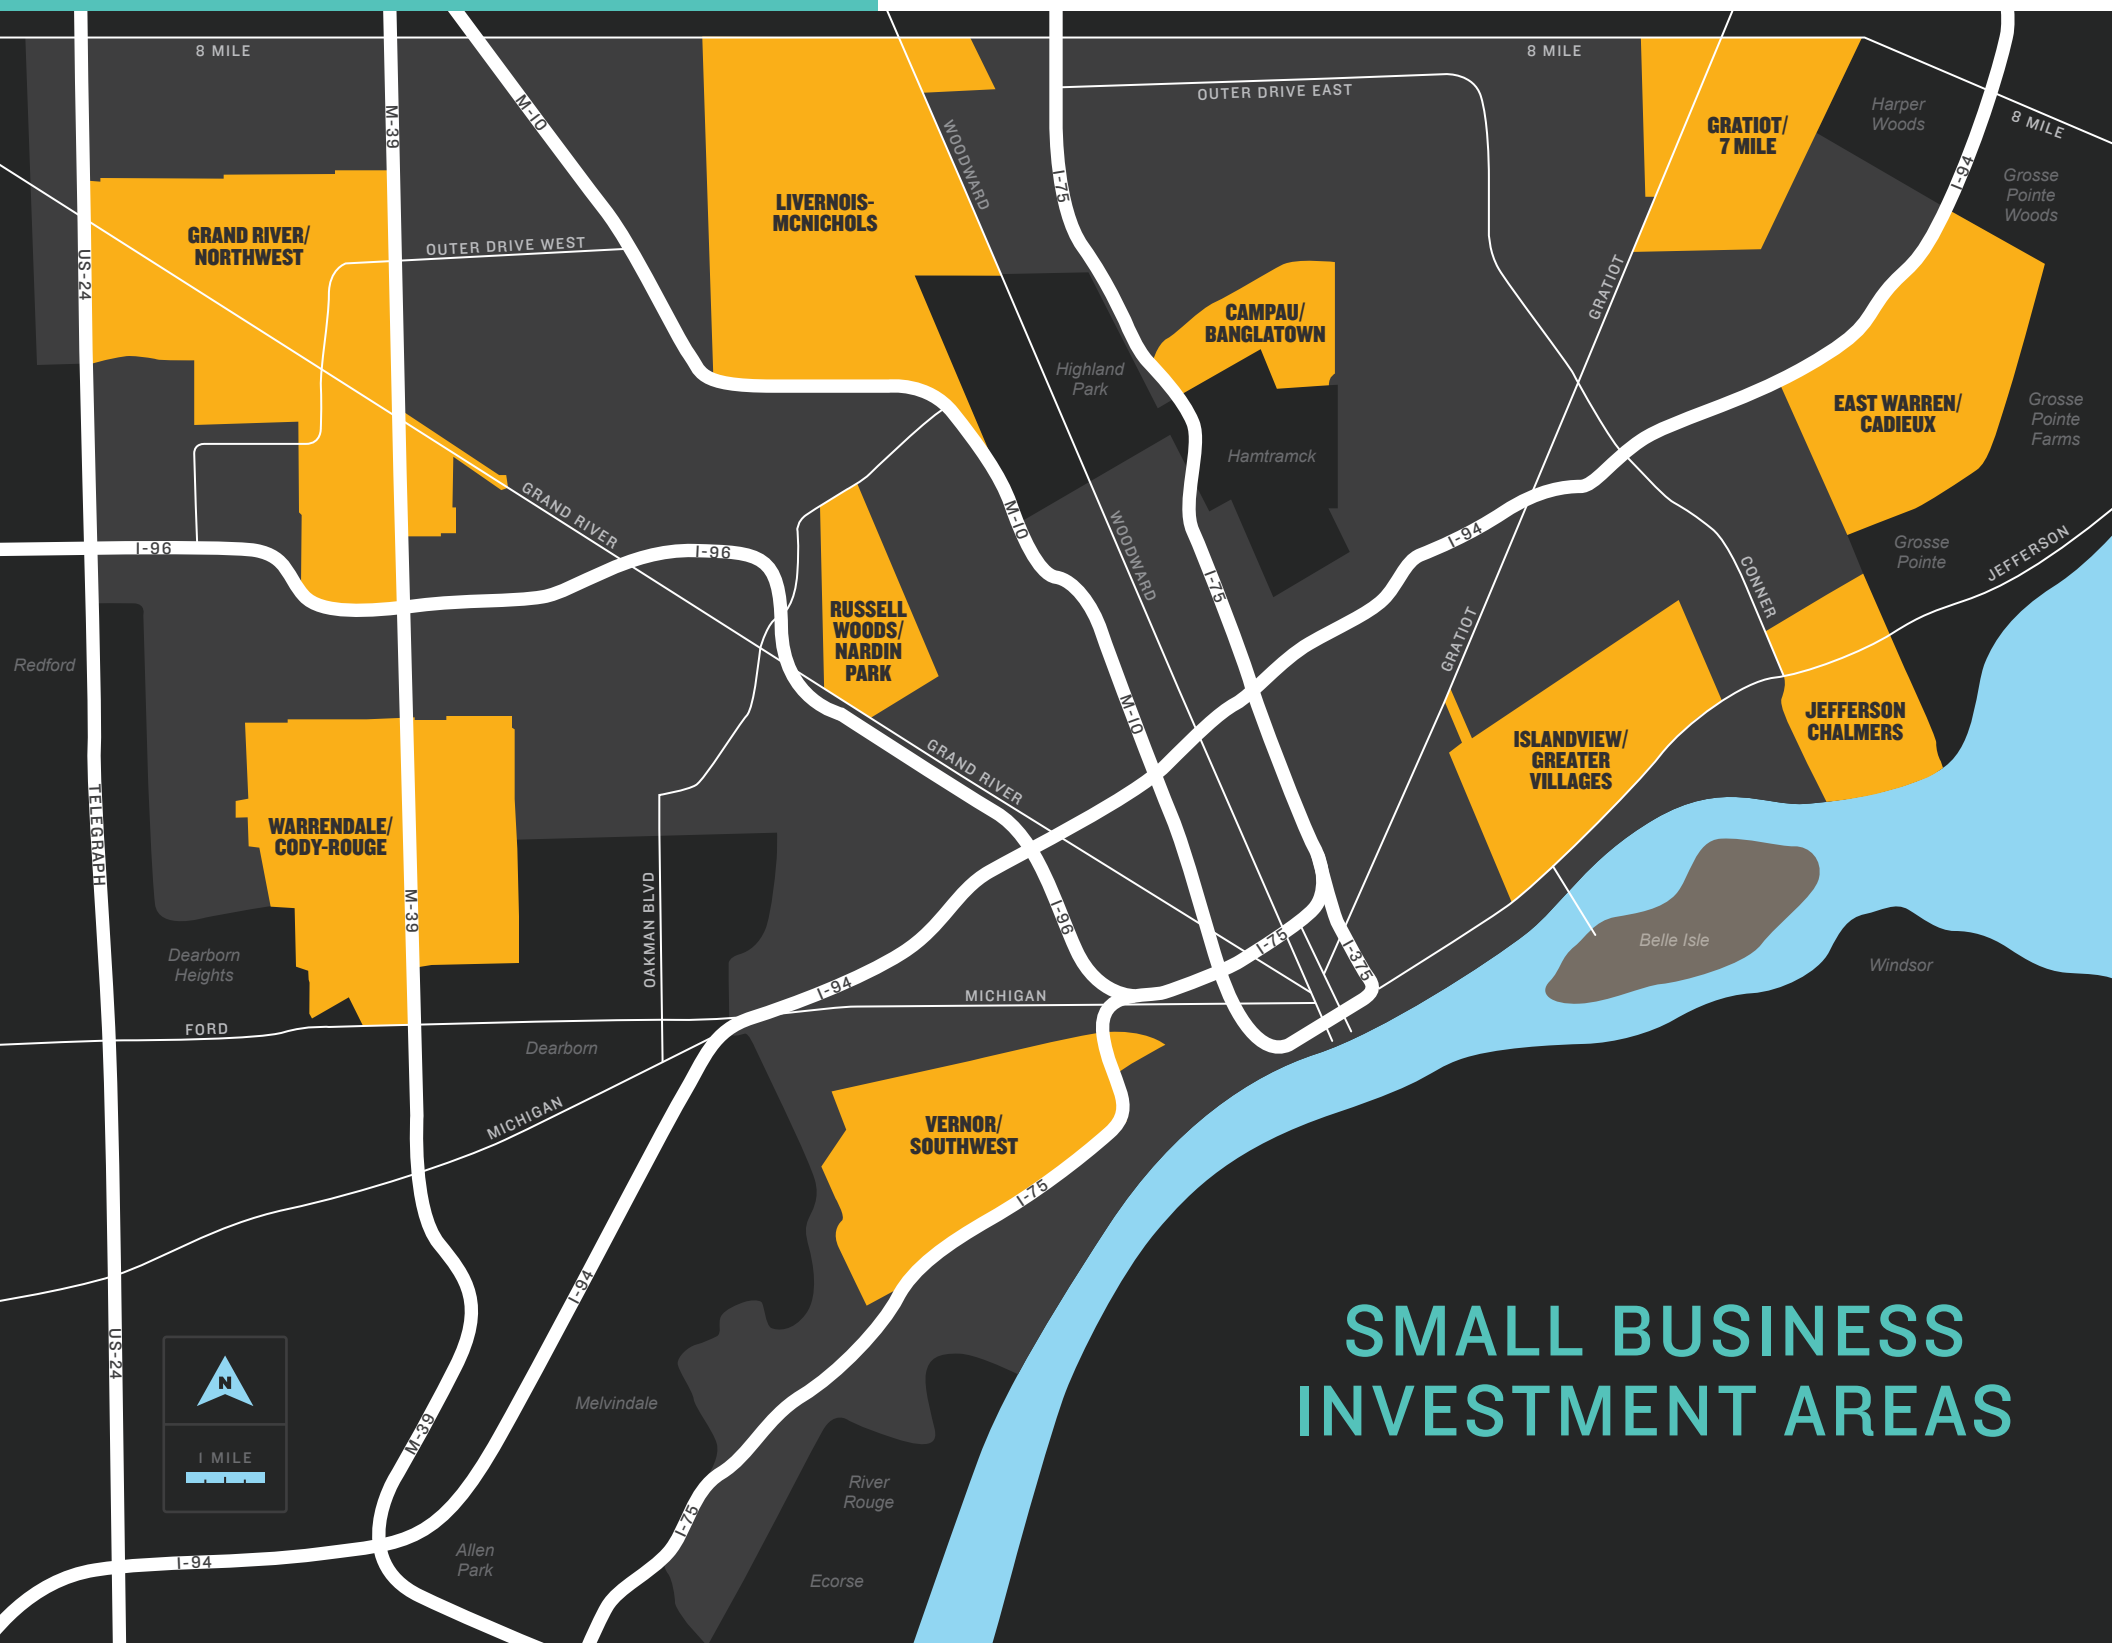 8 MILE
8 MILE
8 MILE
OUTER DRIVE EAST
M-39
M-10
WOODWARD
I-75
I-94
GRATIOT/
7 MILE
Harper
Woods
Grosse
Pointe
Woods
GRAND RIVER/
NORTHWEST
LIVERNOIS-
MCNICHOLS
OUTER DRIVE WEST
US-24
GRATIOT
CAMPAU/
BANGLATOWN
Highland
Park
Hamtramck
EAST WARREN/
CADIEUX
Grosse
Pointe
Farms
GRAND RIVER
I-96
I-96
M-10
WOODWARD
I-75
I-94
CONNER
Grosse
Pointe
JEFFERSON
RUSSELL
WOODS/
NARDIN
PARK
GRATIOT
Redford
M-10
JEFFERSON
CHALMERS
ISLANDVIEW/
GREATER
VILLAGES
GRAND RIVER
TELEGRAPH
WARRENDALE/
CODY-ROUGE
M-39
OAKMAN BLVD
I-96
I-75
I-375
Belle Isle
Windsor
Dearborn
Heights
I-94
MICHIGAN
FORD
Dearborn
MICHIGAN
VERNOR/
SOUTHWEST
I-75
I-94
US-24
N
1 MILE
M-39
Melvindale
I-75
River
Rouge
Allen
Park
I-94
Ecorse
SMALL BUSINESS
INVESTMENT AREAS